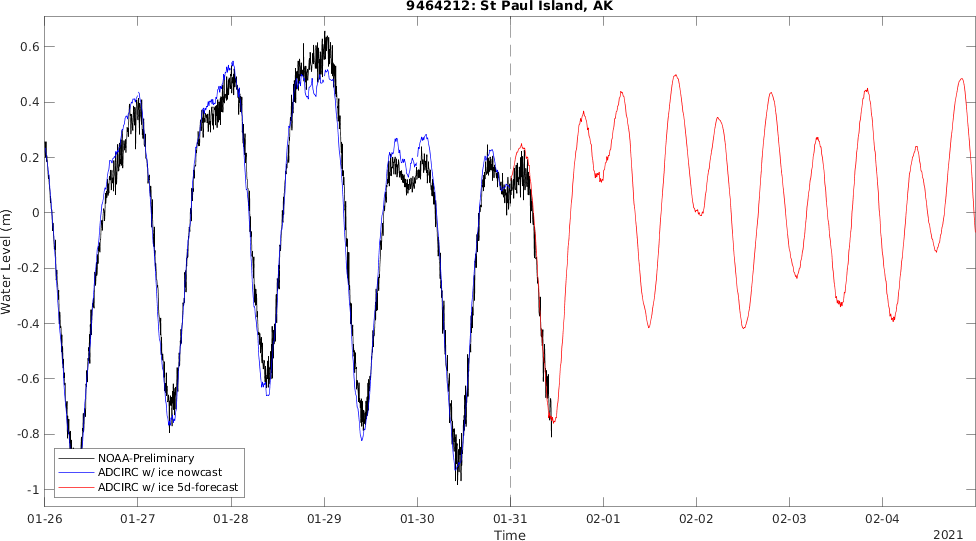 9464212: St Paul Island, AK
Water Level (m)
0.6
0.4
0.2
0
-0.2
-0.4
-0.6
-0.8
-1
NOAA-Preliminary
ADCIRC w/ ice nowcast
ADCIRC w/ ice 5d-forecast
01-26 01-27 01-28 01-29 01-30 01-31 02-01 02-02 02-03 02-04
Time
2021